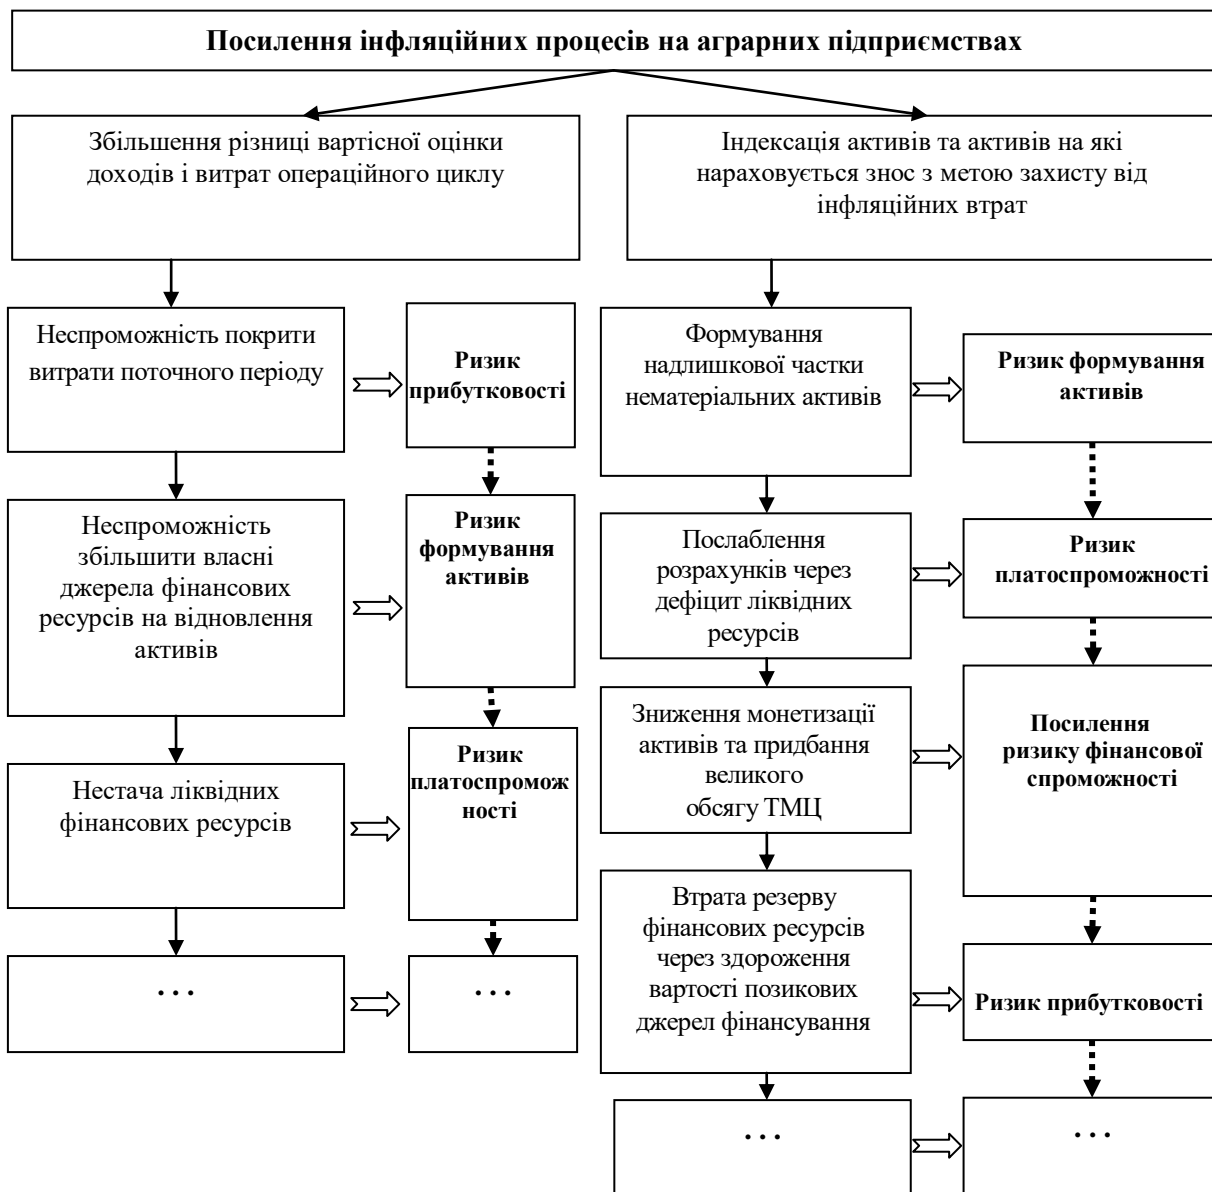 Посилення інфляційних процесів на аграрних підприємствах
Збільшення різниці вартісної оцінки
доходів і витрат операційного циклу
Індексація активів та активів на які
нараховується знос з метою захисту від
інфляційних втрат
Неспроможність покрити
витрати поточного періоду
Ризик
прибутковості
Формування
надлишкової частки
нематеріальних активів
Ризик формування
активів
Неспроможність
збільшити власні
джерела фінансових
ресурсів на відновлення
активів
Ризик
формування
активів
Послаблення
розрахунків через
дефіцит ліквідних
ресурсів
Ризик
платоспроможності
Нестача ліквідних
фінансових ресурсів
Ризик
платоспромож
ності
Зниження монетизації
активів та придбання
великого
обсягу ТМЦ
Посилення
ризику фінансової
спроможності
...
...
Втрата резерву
фінансових ресурсів
через здороження
вартості позикових
джерел фінансування
Ризик прибутковості
...
...